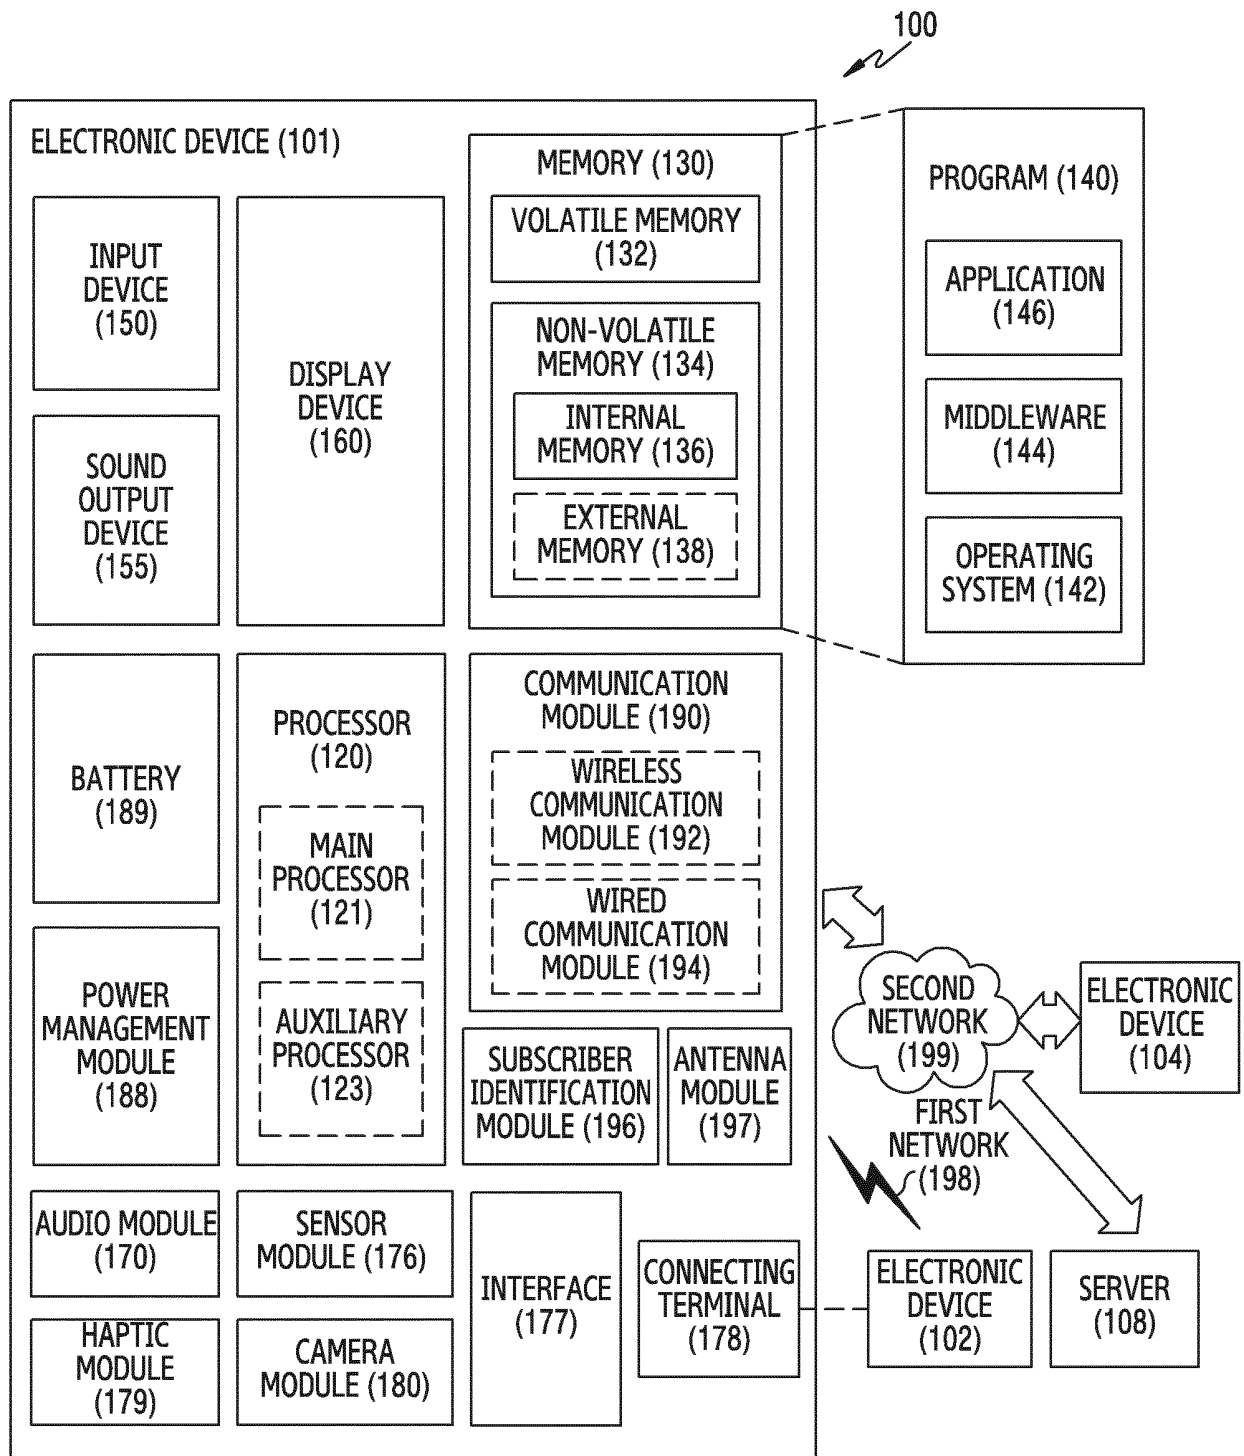 100
ELECTRONIC DEVICE (101)
INPUT
DEVICE
(150)
SOUND
OUTPUT
DEVICE
(155)
DISPLAY
DEVICE
(160)
MEMORY (130)
VOLATILE MEMORY
(132)
NON-VOLATILE
MEMORY (134)
INTERNAL
MEMORY (136)
EXTERNAL
MEMORY (138)
PROGRAM (140)
APPLICATION
(146)
MIDDLEWARE
(144)
OPERATING
SYSTEM (142)
BATTERY
(189)
POWER
MANAGEMENT
MODULE
(188)
PROCESSOR
(120)
MAIN
PROCESSOR
(121)
AUXILIARY
PROCESSOR
(123)
COMMUNICATION
MODULE (190)
WIRELESS
COMMUNICATION
MODULE (192)
WIRED
COMMUNICATION
MODULE (194)
SUBSCRIBER
IDENTIFICATION
MODULE (196)
ANTENNA
MODULE
(197)
SECOND
NETWORK
(199)
ELECTRONIC
DEVICE
(104)
FIRST
NETWORK
(198)
AUDIO MODULE
(170)
SENSOR
MODULE (176)
HAPTIC
MODULE
(179)
CAMERA
MODULE (180)
INTERFACE
(177)
CONNECTING
TERMINAL
(178)
ELECTRONIC
DEVICE
(102)
SERVER
(108)